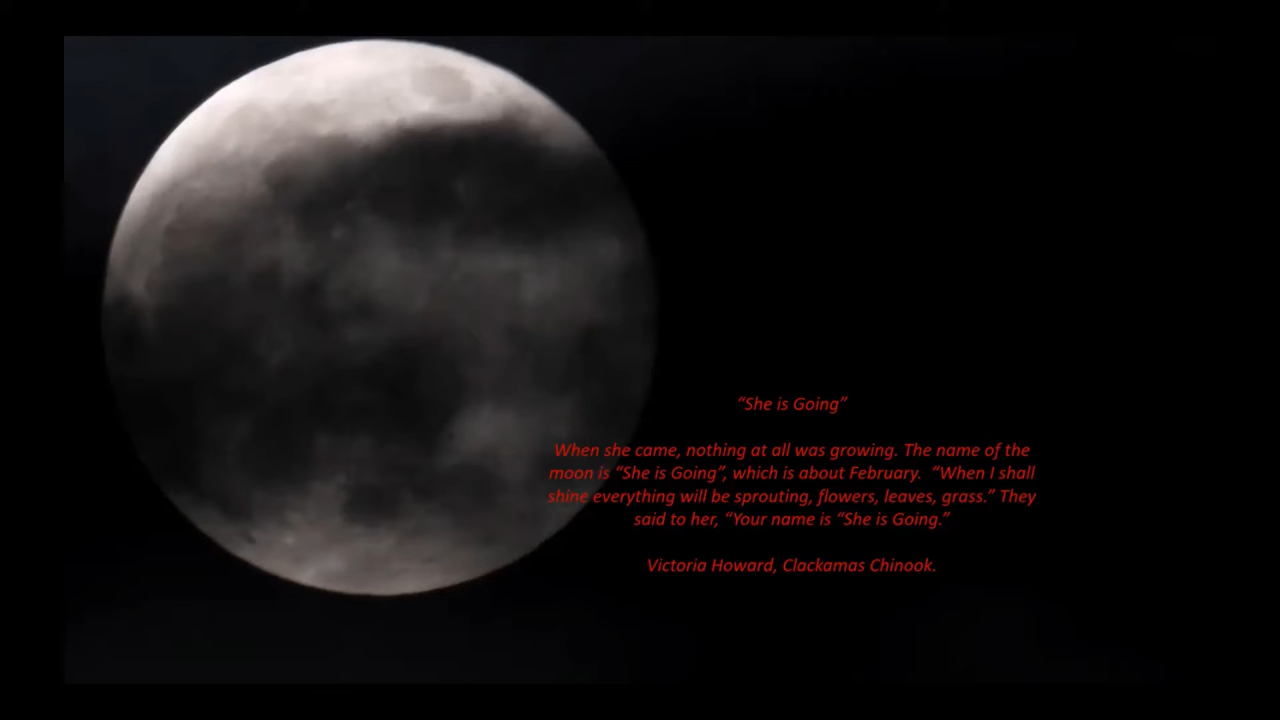 “She is Going”
When she came, nothing at all was growing. The name of the
moon is “She is Going”, which is about February.  “When I shall
shine everything will be sprouting, flowers, leaves, grass.” They
said to her, “Your name is “She is Going.”
Victoria Howard, Clackamas Chinook.